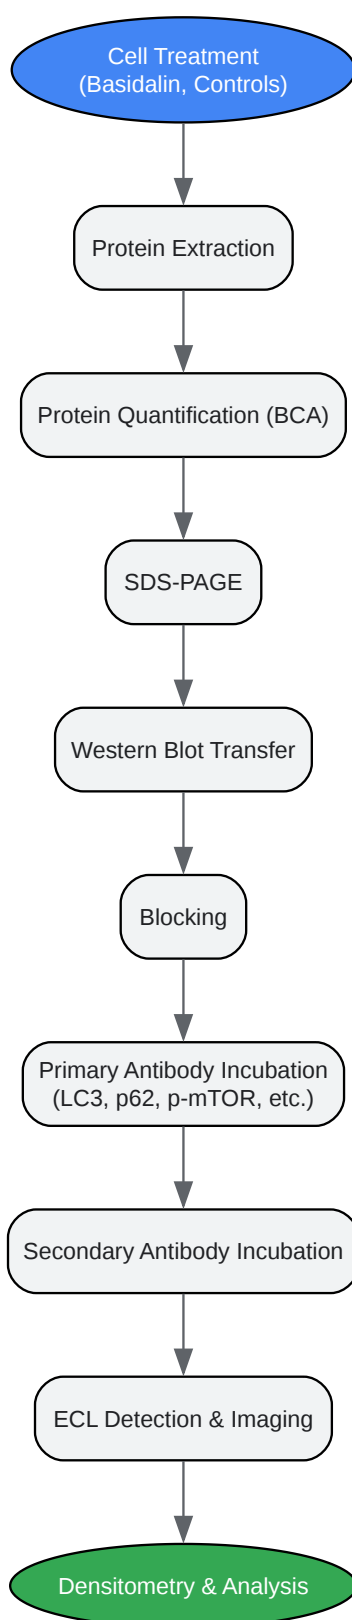 Cell Treatment
(Basidalin, Controls)
Protein Extraction
Protein Quantification (BCA)
SDS-PAGE
Western Blot Transfer
Blocking
Primary Antibody Incubation
(LC3, p62, p-mTOR, etc.)
Secondary Antibody Incubation
ECL Detection & Imaging
Densitometry & Analysis